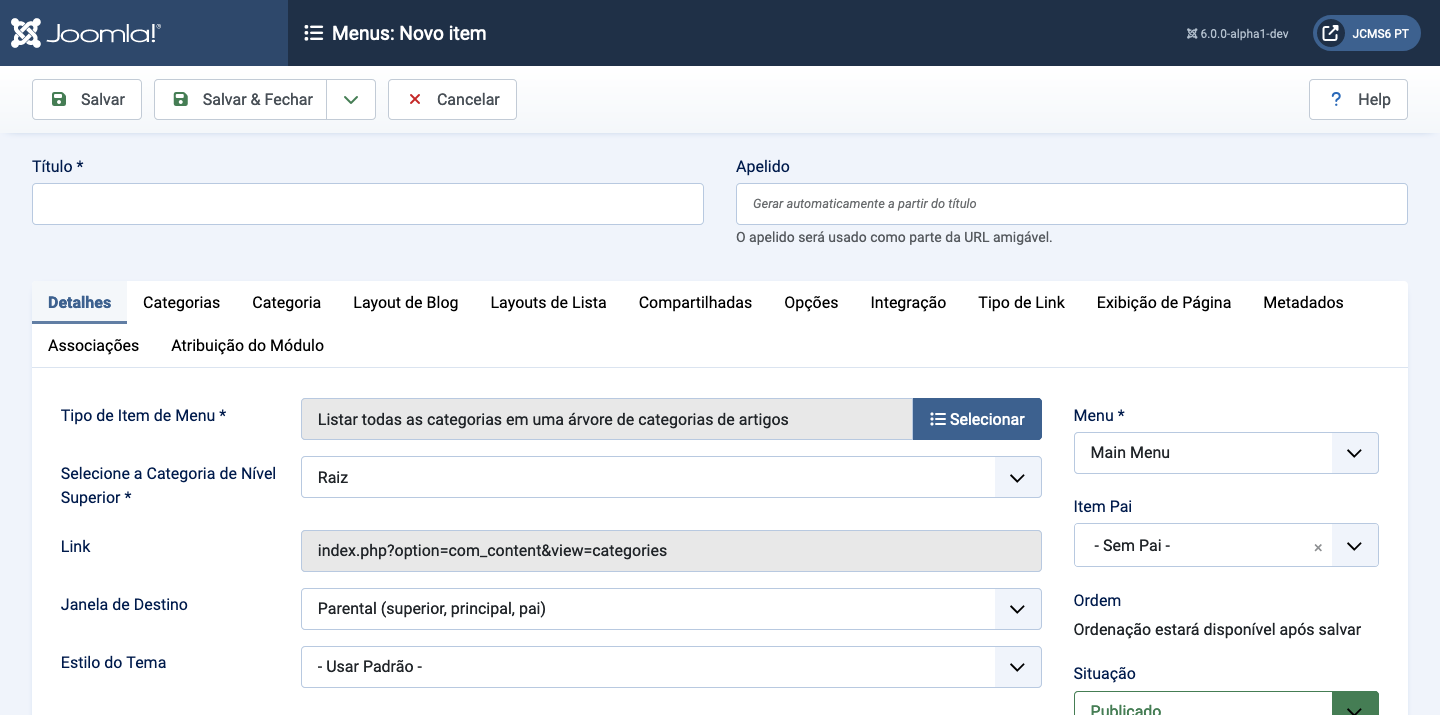 Joomla!®
Menus: Novo item
6.0.0-alpha1-dev
JCMS6 PT
Salvar
Salvar & Fechar
Cancelar
? Help
Título *
Apelido
Gerar automaticamente a partir do título
O apelido será usado como parte da URL amigável.
Detalhes Categorias Categoria Layout de Blog Layouts de Lista Compartilhadas Opções Integração Tipo de Link Exibição de Página Metadados
Associações Atribuição do Módulo
Tipo de Item de Menu *
Listar todas as categorias em uma árvore de categorias de artigos
Selecionar
Selecione a Categoria de Nível
Superior *
Raiz
Link
index.php?option=com_content&view=categories
Janela de Destino
Parental (superior, principal, pai)
Estilo do Tema
- Usar Padrão -
Menu *
Main Menu
Item Pai
- Sem Pai - ×
Ordem
Ordenação estará disponível após salvar
Situação
Publicado